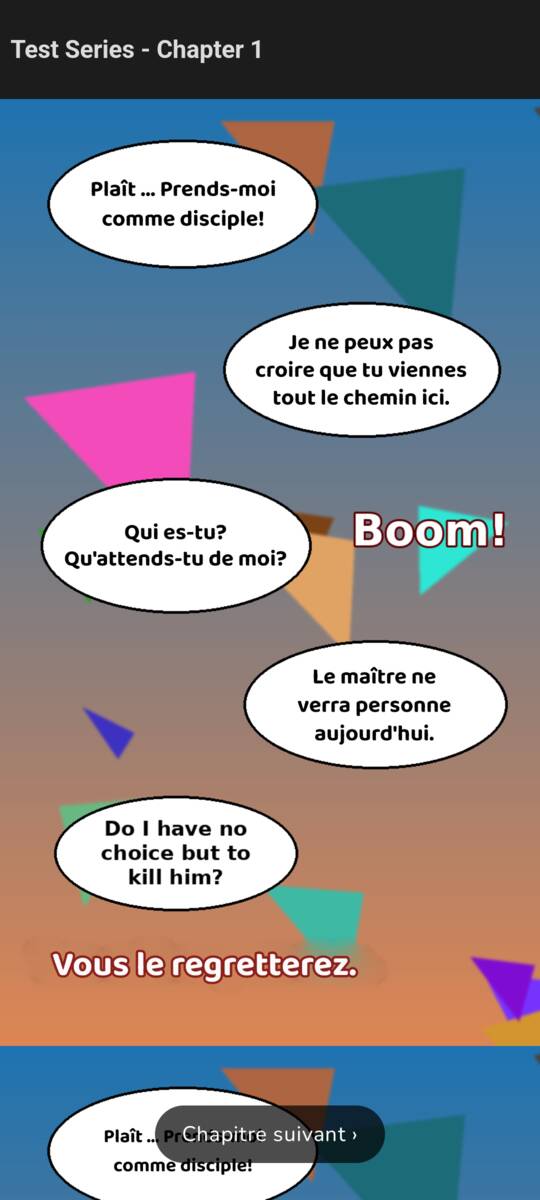 Test Series - Chapter 1
Plaît ... Prends-moi
comme disciple!
Je ne peux pas
croire que tu viennes
tout le chemin ici.
Qui es-tu?
Qu'attends-tu de moi?
Boom!
Le maître ne
verra personne
aujourd'hui.
Do I have no
choice but to
kill him?
Vous le regretterez.
Plaît ...
Chapitre suivant ›
comme disciple!